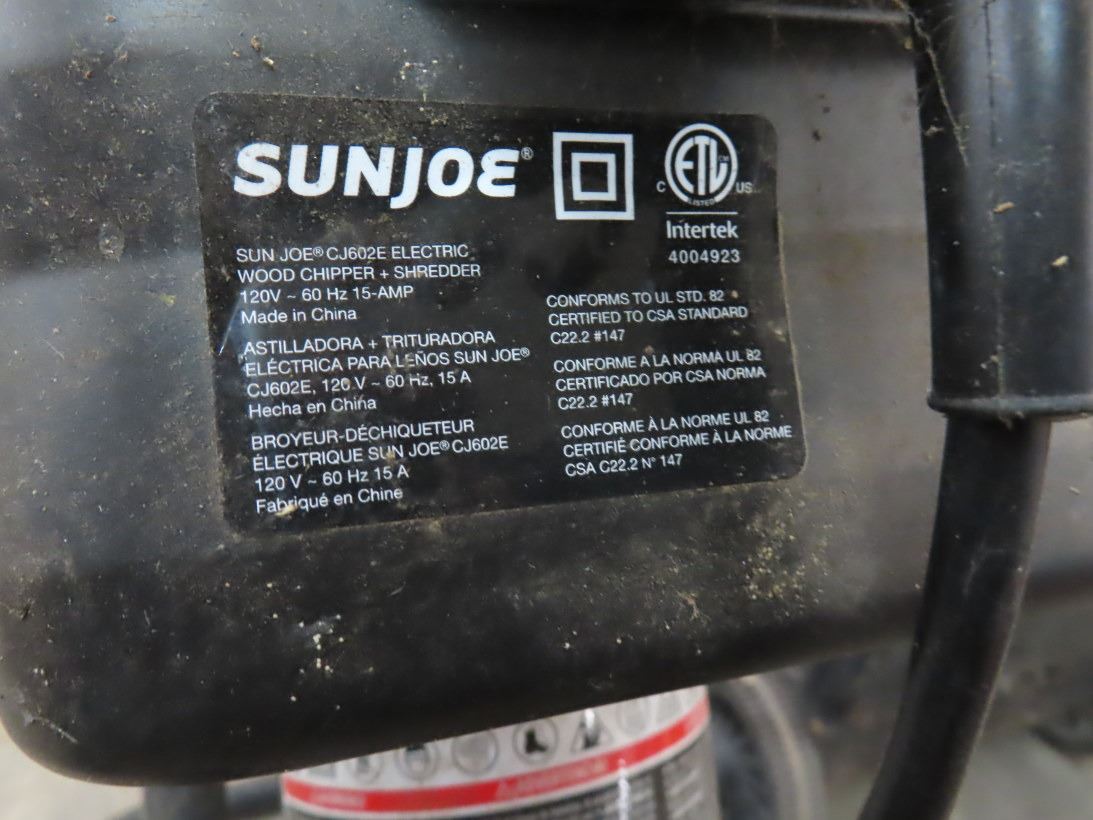 SUNJOE®
C ETL US
LISTED
Intertek
4004923
SUN JOE® CJ602E ELECTRIC
WOOD CHIPPER + SHREDDER
120V ~ 60 Hz 15-AMP
Made in China
ASTILLADORA + TRITURADORA
ELÉCTRICA PARA LEÑOS SUN JOE®
CJ602E, 120 V ~ 60 Hz, 15 A
Hecha en China
BROYEUR-DÉCHIQUETEUR
ÉLECTRIQUE SUN JOE® CJ602E
120 V ~ 60 Hz 15 A
Fabriqué en Chine
CONFORMS TO UL STD. 82
CERTIFIED TO CSA STANDARD
C22.2 #147
CONFORME A LA NORMA UL 82
CERTIFICADO POR CSA NORMA
C22.2 #147
CONFORME À LA NORME UL 82
CERTIFIÉ CONFORME À LA NORME
CSA C22.2 N° 147